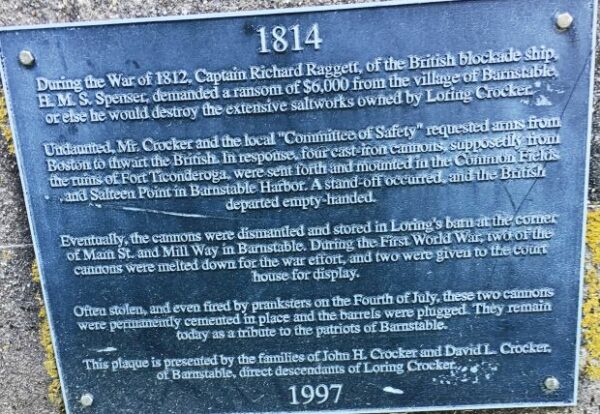 1814
During the War of 1812, Captain Richard Raggett, of the British blockade ship,
H. M. S. Spenser, demanded a ransom of $6,000 from the village of Barnstable,
or else he would destroy the extensive saltworks owned by Loring Crocker.
Undaunted, Mr. Crocker and the local "Committee of Safety" requested arms from
Boston to thwart the British. In response, four cast-iron cannons, supposedly from
the ruins of Fort Ticonderoga, were sent forth and mounted in the Common Fields
and Salteen Point in Barnstable Harbor. A stand-off occurred, and the British
departed empty-handed.
Eventually, the cannons were dismantled and stored in Loring's barn at the corner
of Main St. and Mill Way in Barnstable. During the First World War, two of the
cannons were melted down for the war effort, and two were given to the court
house for display.
Often stolen, and even fired by pranksters on the Fourth of July, these two cannons
were permanently cemented in place and the barrels were plugged. They remain
today as a tribute to the patriots of Barnstable.
This plaque is presented by the families of John H. Crocker and David L. Crocker,
of Barnstable, direct descendants of Loring Crocker.
1997